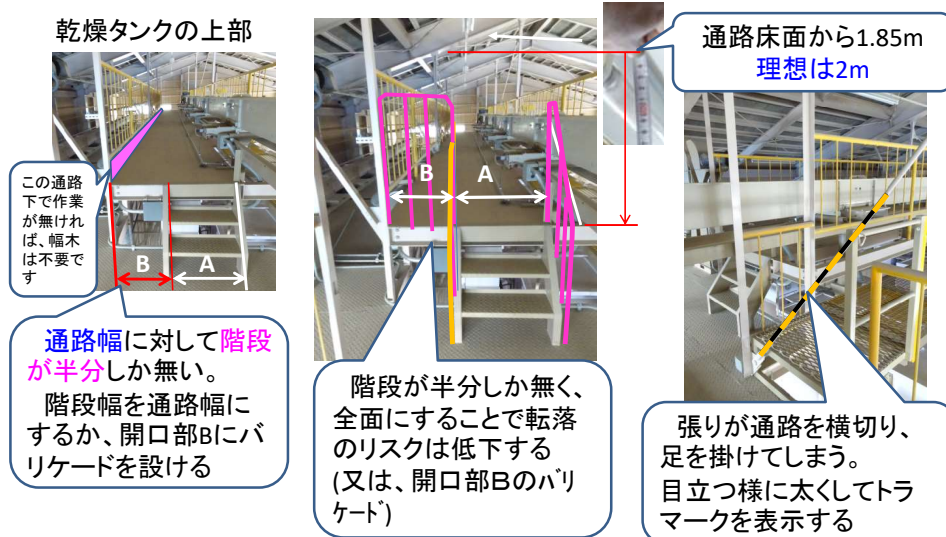 乾燥タンクの上部
この通路
下で作業
が無けれ
ば、幅木
は不要で
す
B
A
通路幅に対して階段
が半分しか無い。
階段幅を通路幅に
するか、開口部Bにバ
リケードを設ける
B
A
階段が半分しか無く、
全面にすることで転落
のリスクは低下する
(又は、開口部Bのバリ
ケード)
通路床面から1.85m
理想は2m
張りが通路を横切り、
足を掛けてしまう。
目立つ様に太くしてトラ
マークを表示する